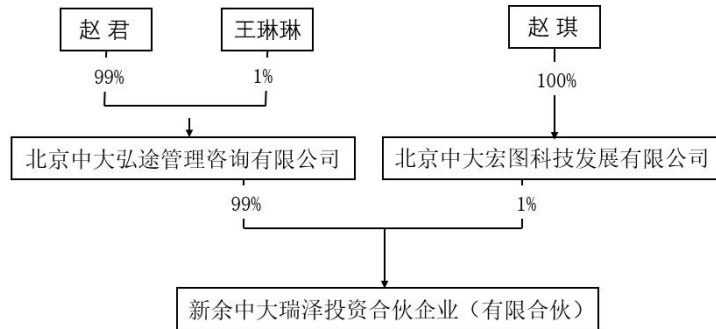 赵 君
王琳琳
赵 琪
99%
1%
100%
北京中大弘途管理咨询有限公司
北京中大宏图科技发展有限公司
99%
1%
新余中大瑞泽投资合伙企业（有限合伙）